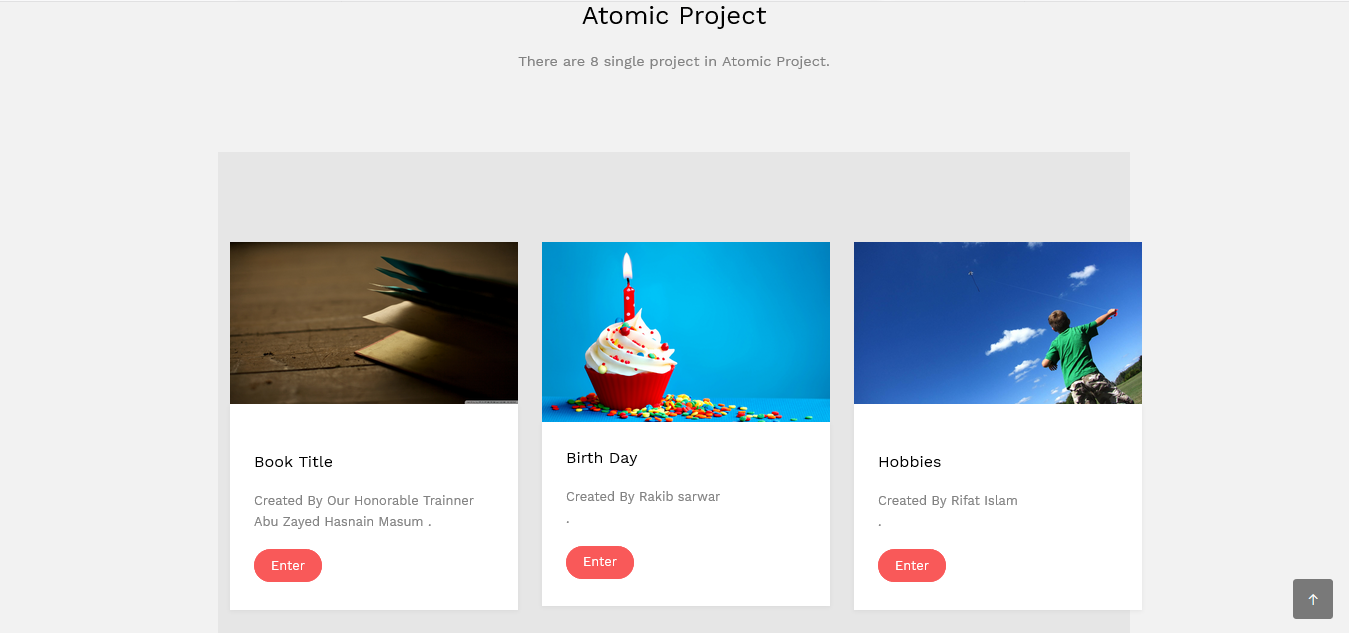 Atomic Project
There are 8 single project in Atomic Project.
Book Title
Created By Our Honorable Trainner
Abu Zayed Hasnain Masum .
Enter
Birth Day
Created By Rakib sarwar
.
Enter
Hobbies
Created By Rifat Islam
.
Enter